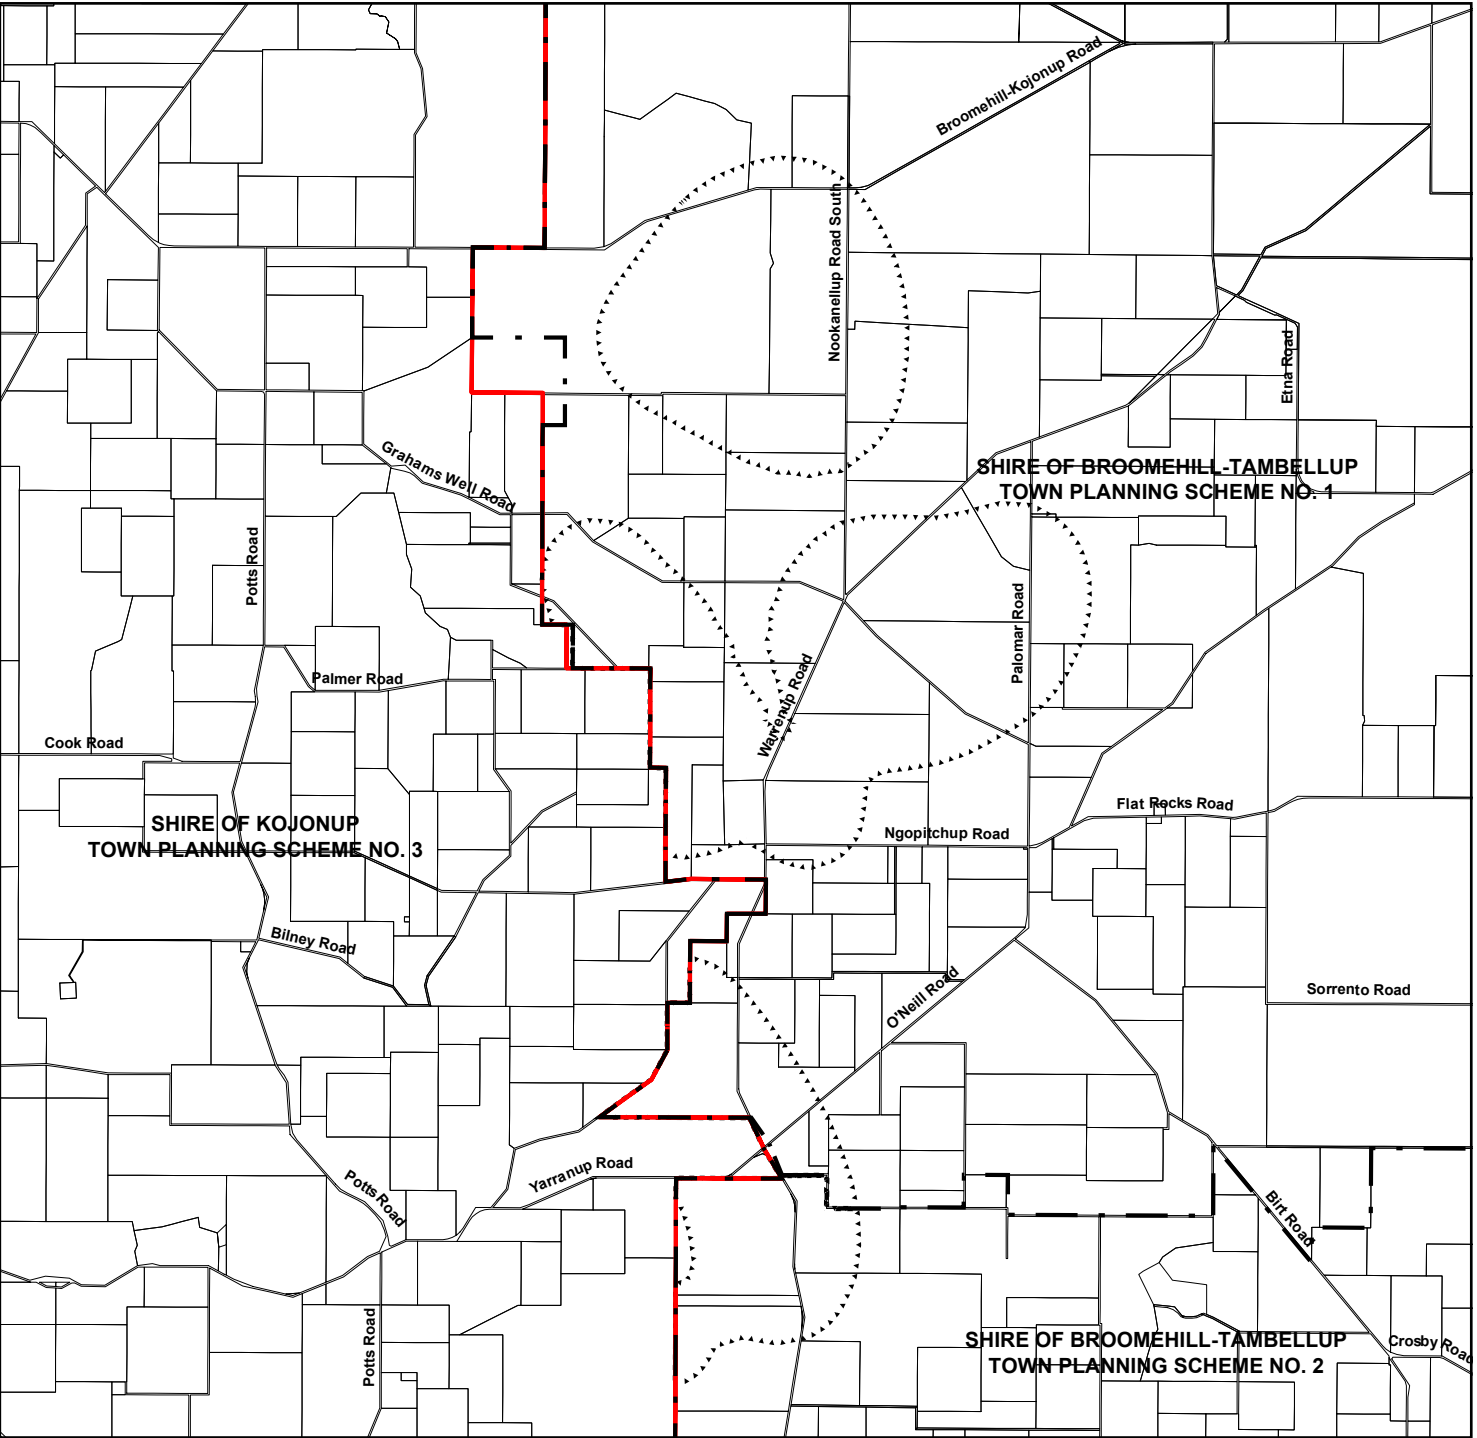 Broomehill-Kojonup Road
Nookanellup Road South
Etna Road
Grahams Well Road
SHIRE OF BROOMEHILL-TAMBELLUP
TOWN PLANNING SCHEME NO. 1
Potts Road
Palomar Road
Palmer Road
Warrenup Road
Cook Road
Flat Rocks Road
SHIRE OF KOJONUP
TOWN PLANNING SCHEME NO. 3
Ngopitchup Road
Bilney Road
O'Neill Road
Sorrento Road
Yarranup Road
Potts Road
Birt Road
Potts Road
SHIRE OF BROOMEHILL-TAMBELLUP
TOWN PLANNING SCHEME NO. 2
Crosby Road